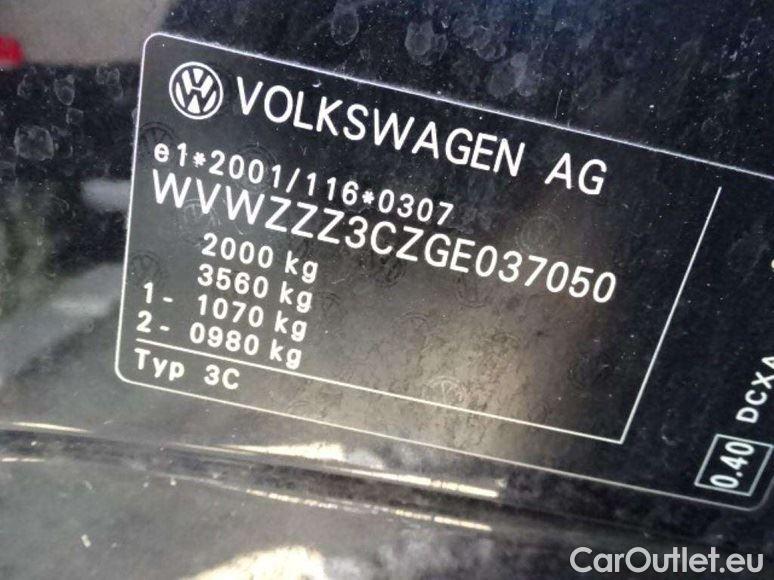 VOLKSWAGEN AG
e1*2001/116*0307
WVWZZZ3CZGE037050
2000 kg
3560 kg
1- 1070 kg
2- 0980 kg
Typ 3C
DCXA
0.40
CarOutlet.eu